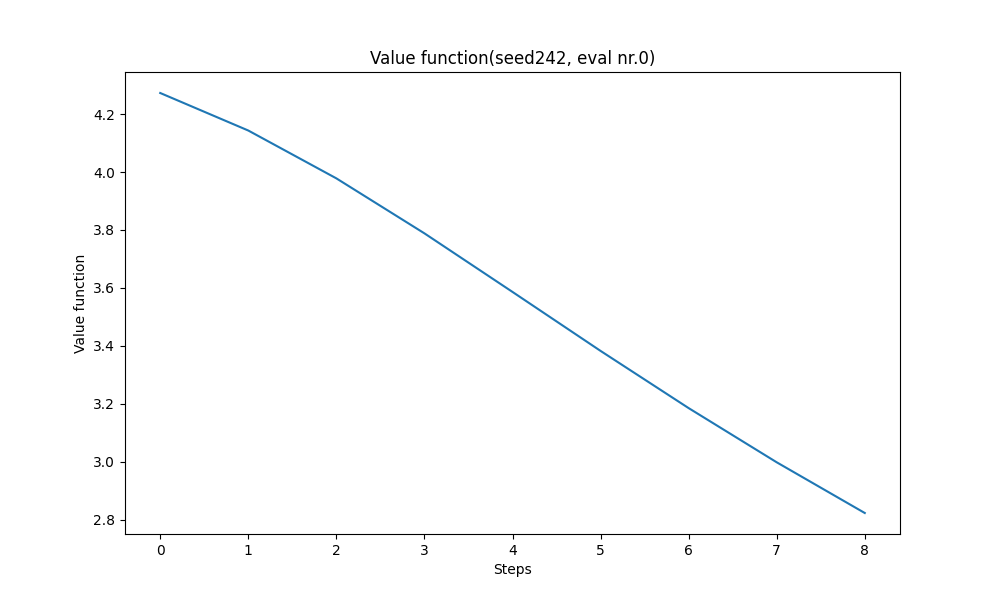 Value function(seed242, eval nr.0)
Value function
4.2
4.0
3.8
3.6
3.4
3.2
3.0
2.8
0 1 2 3 4 5 6 7 8
Steps